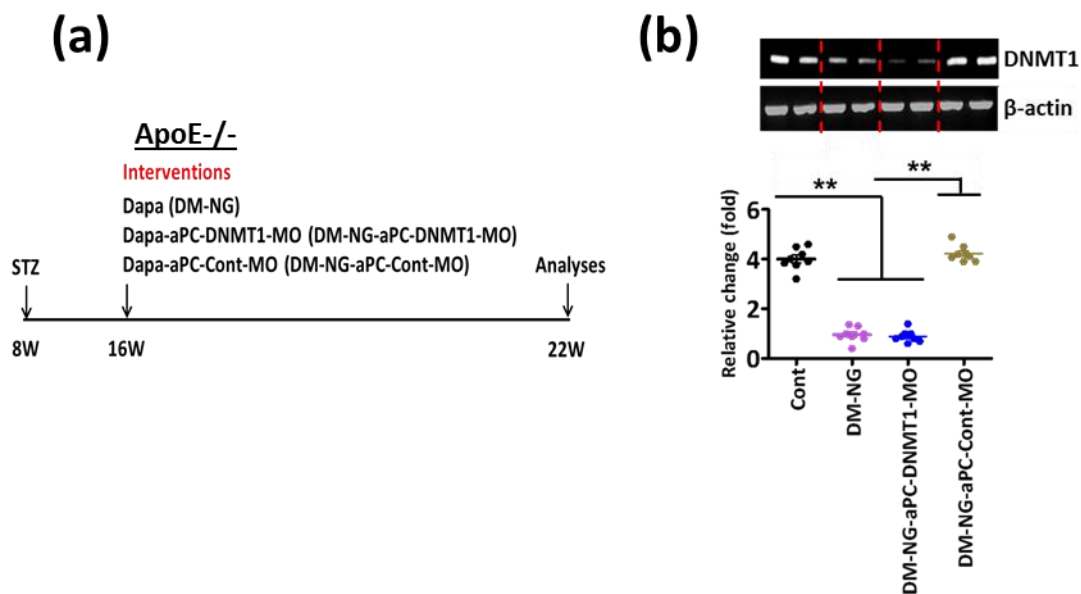 (a)
ApoE-/-
Interventions
Dapa (DM-NG)
Dapa-aPC-DNMT1-MO (DM-NG-aPC-DNMT1-MO)
Dapa-aPC-Cont-MO (DM-NG-aPC-Cont-MO)
STZ
Analyses
8W
16W
22W
(b)
DNMT1
β-actin
**
**
Relative change (fold)
6
4
2
0
Cont
DM-NG
DM-NG-aPC-DNMT1-MO
DM-NG-aPC-Cont-MO